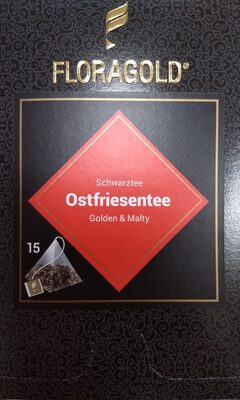 FLORAGOLD®
Schwarztee
Ostfriesentee
Golden & Malty
15